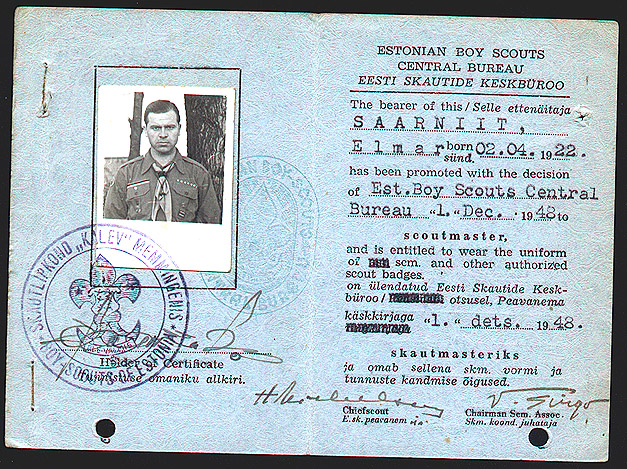 ESTONIAN BOY SCOUTS
CENTRAL BUREAU
EESTI SKAUTIDE KESKBÜROO
The bearer of this / Selle ettenäitaja
SAARNIIT,
Elmar born sünd. 02.04. 1922.
has been promoted with the decision
of Est.Boy Scouts Central
Bureau "1." Dec. 1948 to
scoutmaster,
and is entitled to wear the uniform
of scm. and other authorized
scout badges.
on ülendatud Eesti Skautide Kesk-
büroo / otsusel, Peavanema
käskkirjaga "1." dets. 1948.
skautmasteriks
ja omab sellena skm. vormi ja
tunnuste kandmise õigused.
Chiefscout
E.sk. peavanem
Chairman Scm. Assoc.
Skm. koond. juhataja
"KALEV" MEMMINGENIS
Holder of Certificate
Tunnistuse omaniku allkiri.